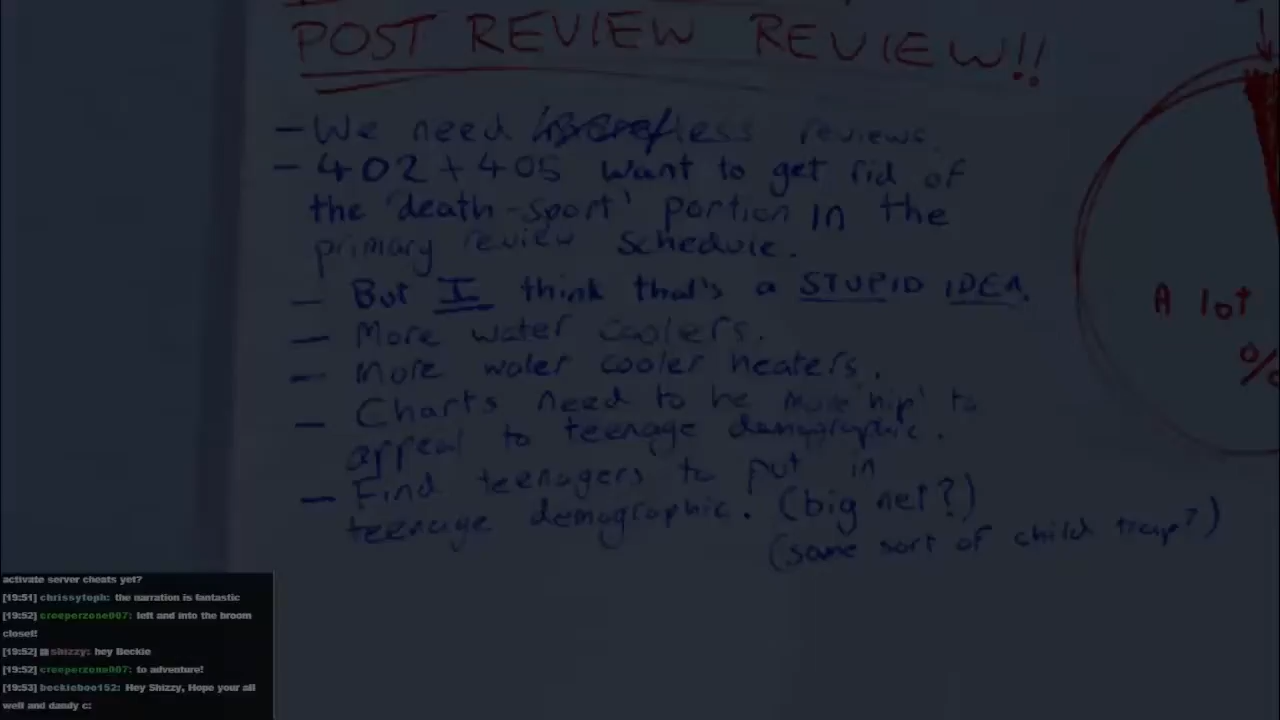 POST REVIEW REVIEW!!
- We need less reviews.
- 402 + 405 want to get rid of
the 'death-sport' portion in the
primary review schedule.
- But I think that's a STUPID IDEA.
- More water coolers.
- More water cooler heaters.
- Charts need to be more 'hip' to
appeal to teenage demographic.
- Find teenagers to put in
teenage demographic. (big net?)
(some sort of child trap?)
A lot
%
activate server cheats yet?
[19:51] chrissytoph: the narration is fantastic
[19:52] creeperzone007: left and into the broom
closet!
[19:52] shizzy: hey Beckie
[19:52] creeperzone007: to adventure!
[19:53] beckieboo152: Hey Shizzy, Hope your all
well and dandy c: